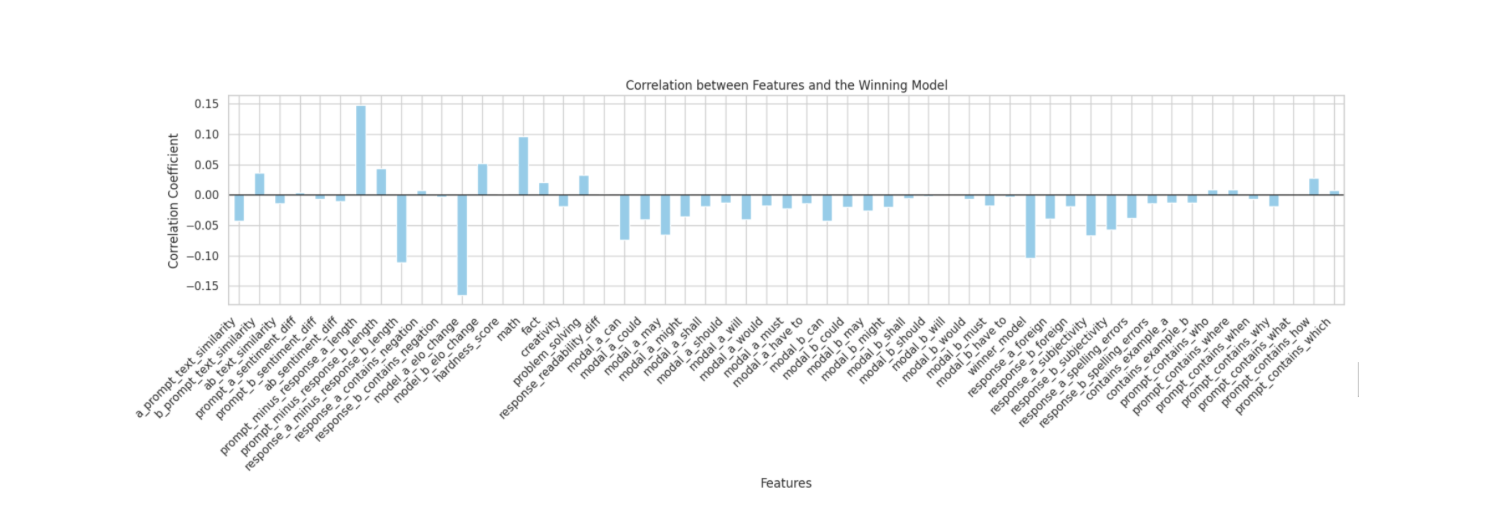 Correlation between Features and the Winning Model
Correlation Coefficient
0.15
0.10
0.05
0.00
−0.05
−0.10
−0.15
a_prompt_text_similarity
b_prompt_text_similarity
ab_text_similarity
prompt_a_sentiment_diff
prompt_b_sentiment_diff
ab_sentiment_diff
prompt_minus_response_a_length
prompt_minus_response_b_length
response_a_minus_response_b_length
response_a_contains_negation
response_b_contains_negation
model_a_elo_change
model_b_elo_change
hardness_score
math
fact
creativity
problem_solving
response_readability_diff
modal_a_can
modal_a_could
modal_a_may
modal_a_might
modal_a_shall
modal_a_should
modal_a_will
modal_a_would
modal_a_must
modal_a_have to
modal_b_can
modal_b_could
modal_b_may
modal_b_might
modal_b_shall
modal_b_should
modal_b_will
modal_b_would
modal_b_must
modal_b_have to
winner_model
response_a_foreign
response_b_foreign
response_a_subjectivity
response_b_subjectivity
response_a_spelling_errors
response_b_spelling_errors
contains_example_a
contains_example_b
prompt_contains_who
prompt_contains_where
prompt_contains_when
prompt_contains_why
prompt_contains_what
prompt_contains_how
prompt_contains_which
Features